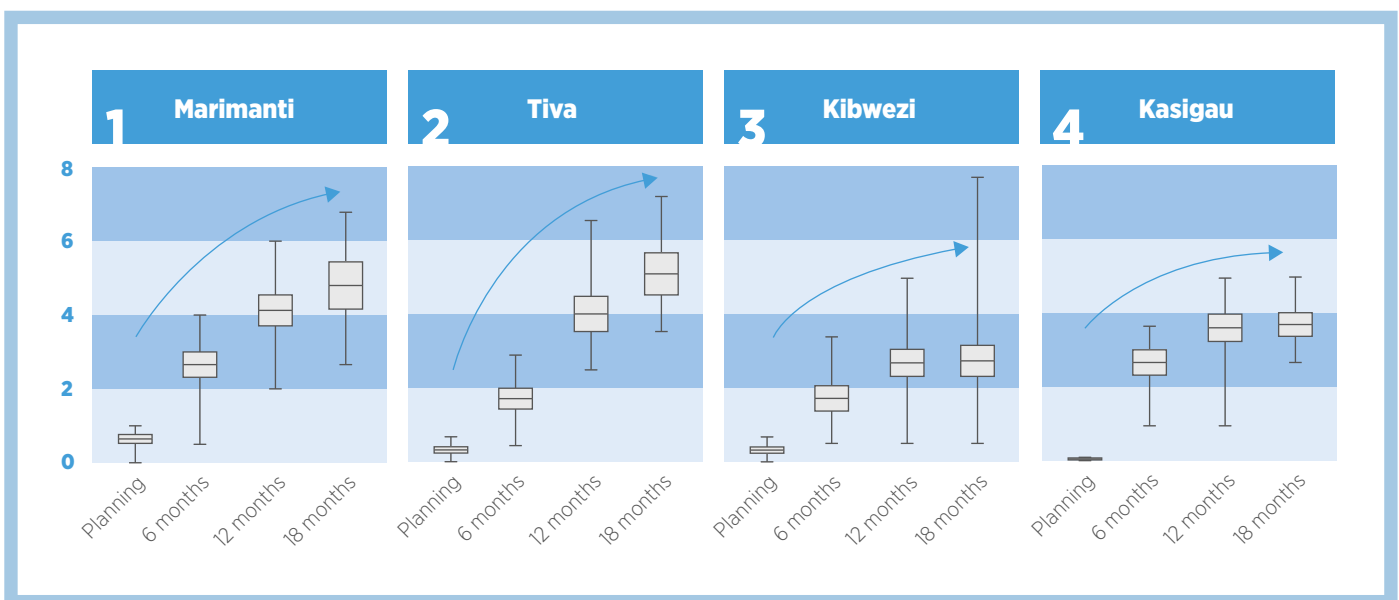 1 Marimanti
2 Tiva
3 Kibwezi
4 Kasigau
8
6
4
2
0
Planning
6 months
12 months
18 months
Planning
6 months
12 months
18 months
Planning
6 months
12 months
18 months
Planning
6 months
12 months
18 months